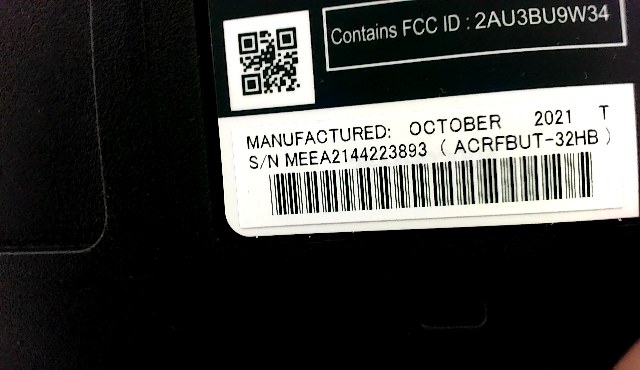 Contains FCC ID : 2AU3BU9W34
MANUFACTURED: OCTOBER 2021 T
S/N MEEA2144223893 ( ACRFBUT-32HB )